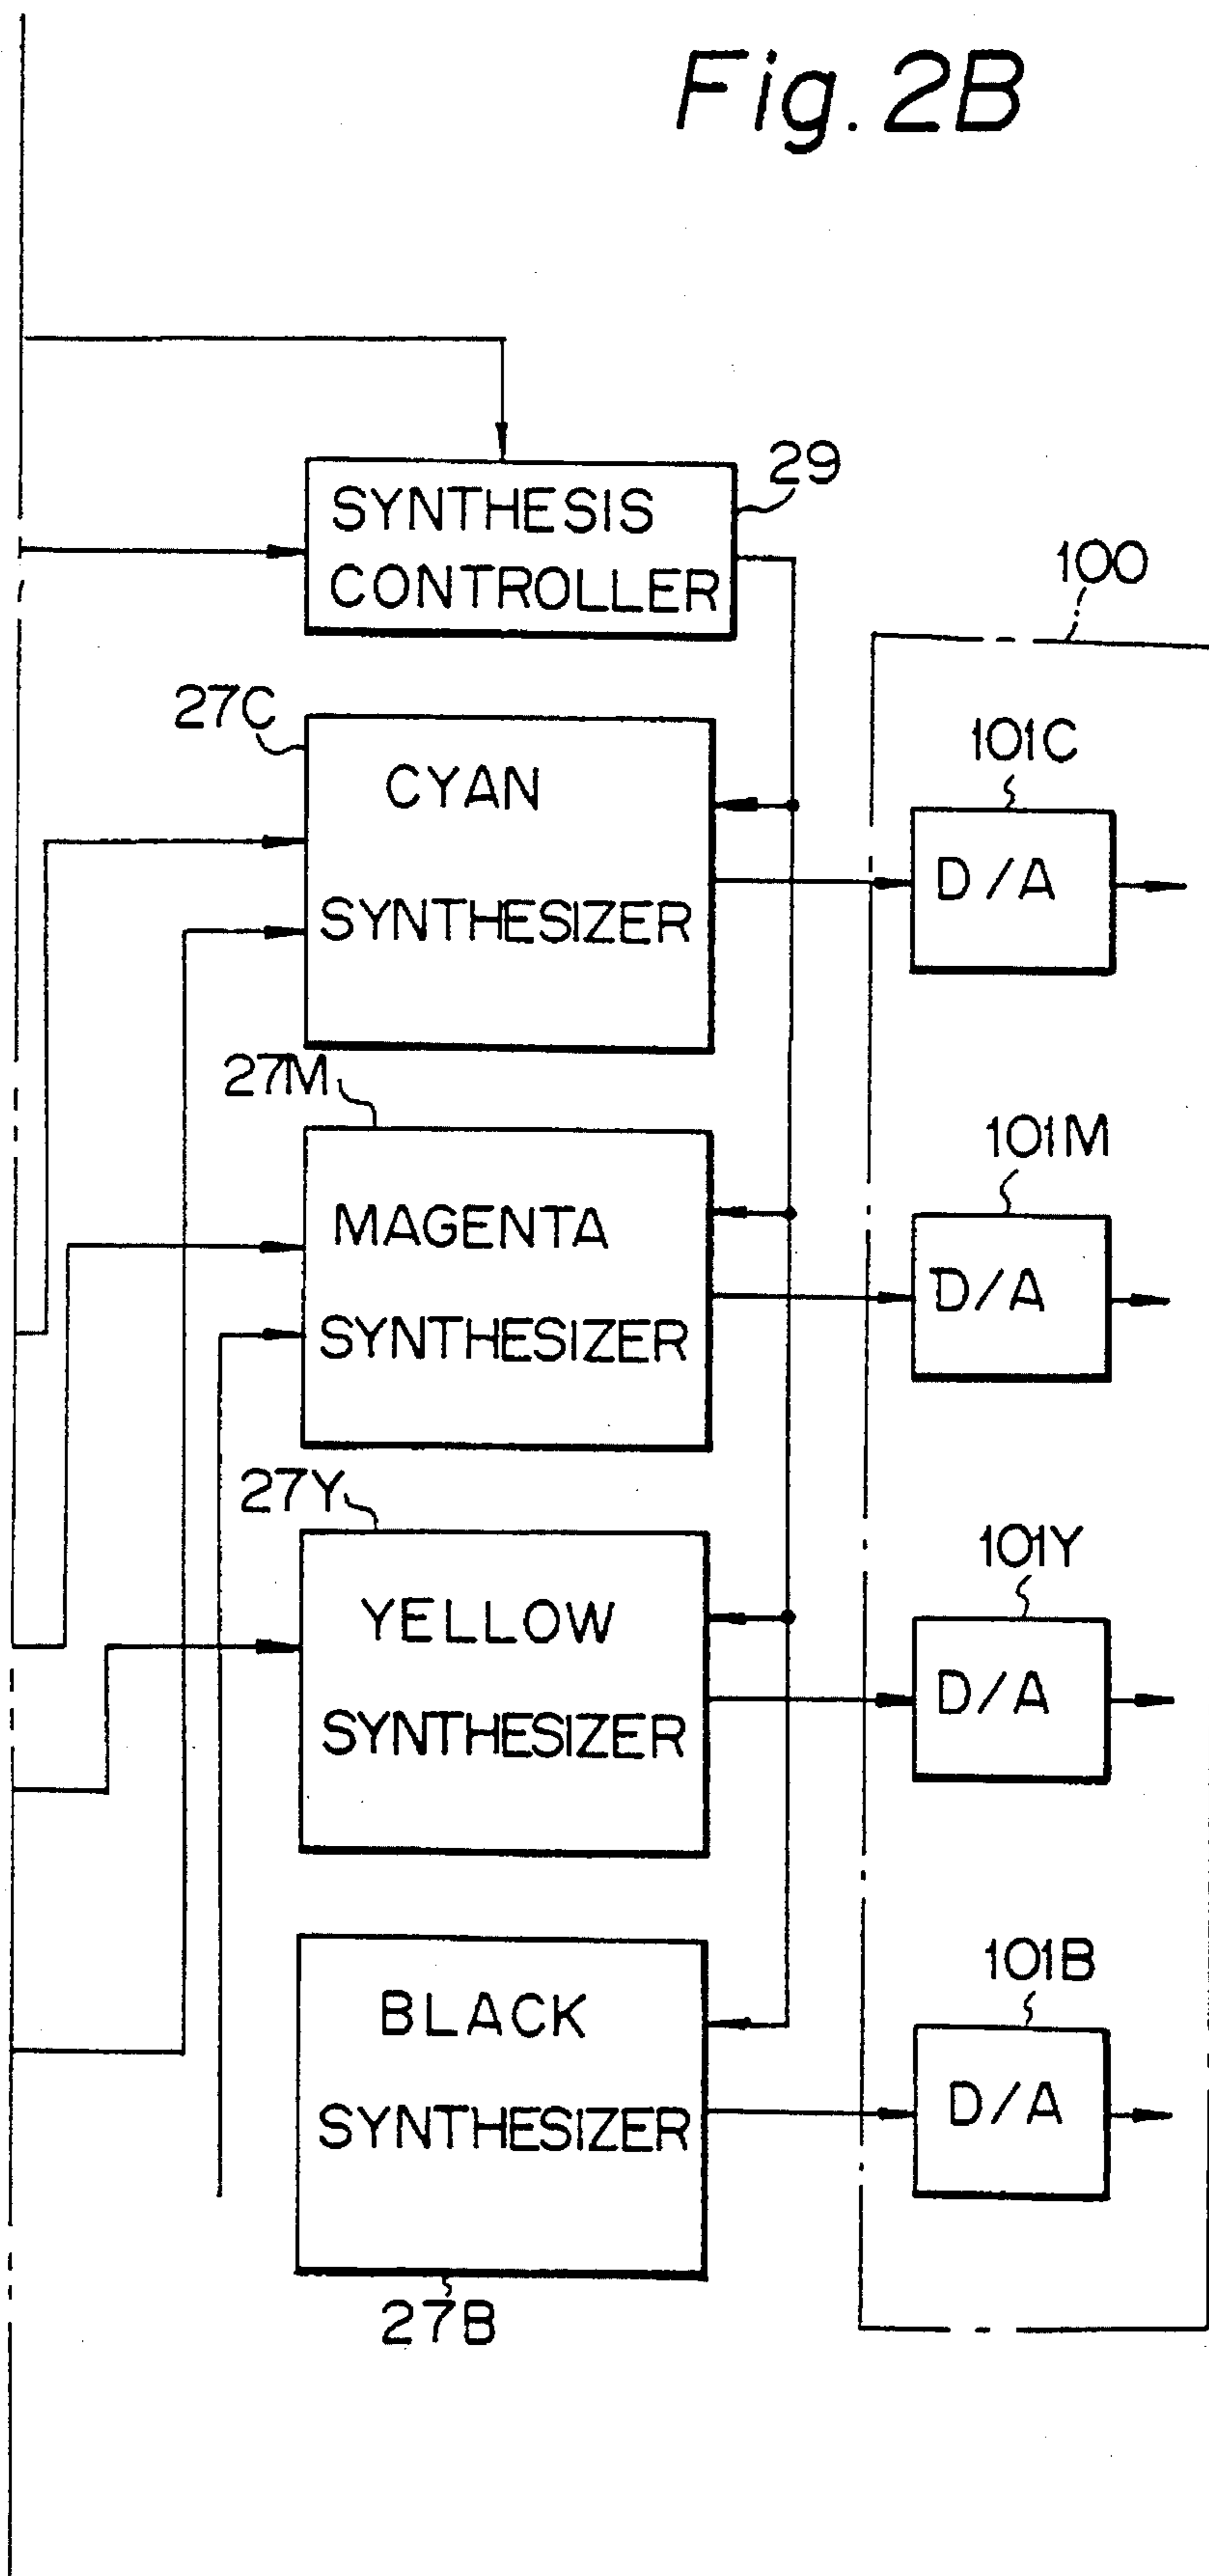 Fig. 2B
29
SYNTHESIS
CONTROLLER
100
27C
CYAN
SYNTHESIZER
101C
D/A
27M
MAGENTA
SYNTHESIZER
101M
D/A
27Y
YELLOW
SYNTHESIZER
101Y
D/A
BLACK
SYNTHESIZER
27B
101B
D/A